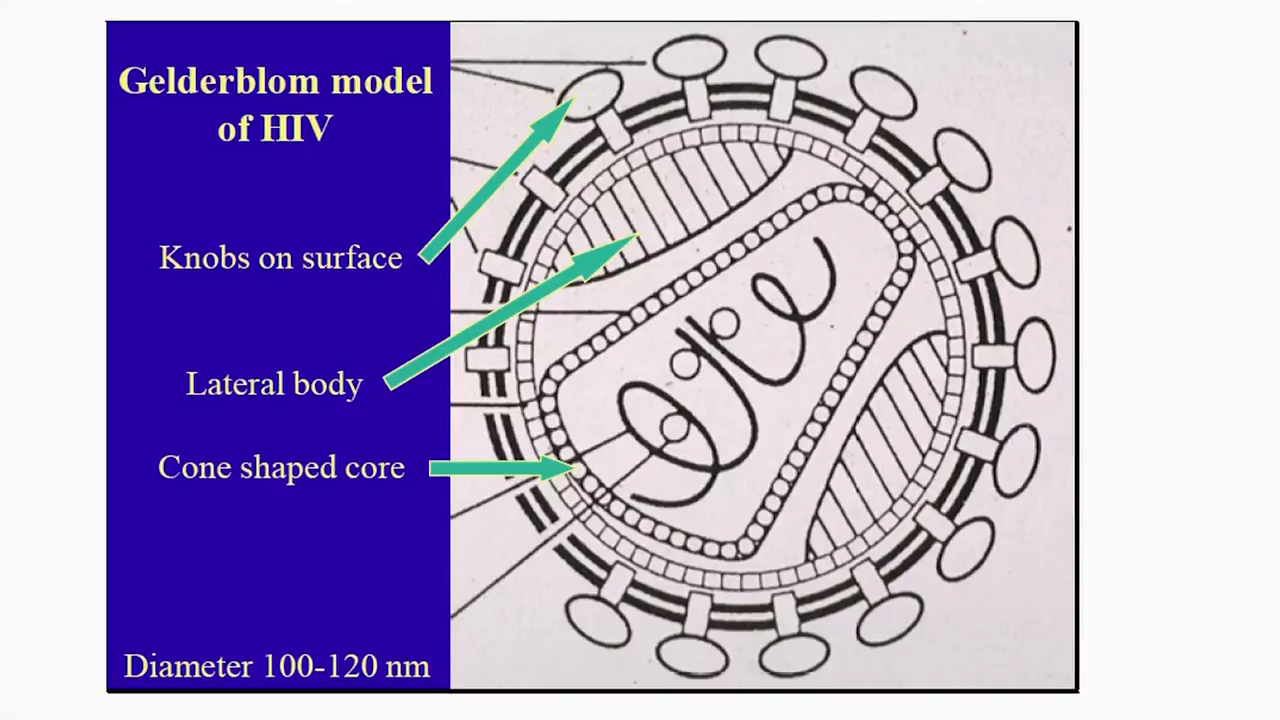 Gelderblom model
of HIV
Knobs on surface
Lateral body
Cone shaped core
Diameter 100-120 nm